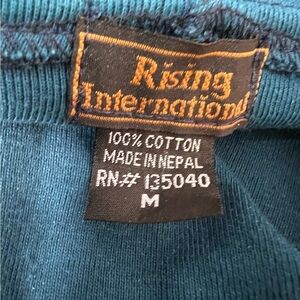 Rising
International
100% COTTON
MADE IN NEPAL
RN# 135040
M